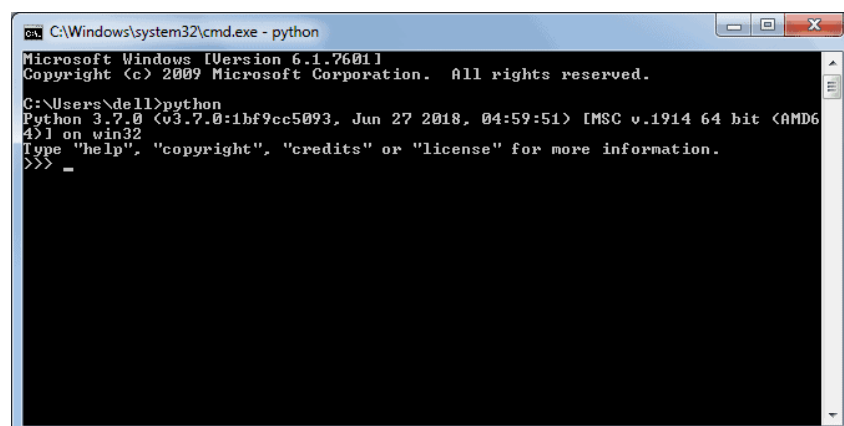 C:\Windows\system32\cmd.exe - python
Microsoft Windows [Version 6.1.7601]
Copyright (c) 2009 Microsoft Corporation.  All rights reserved.
C:\Users\dell>python
Python 3.7.0 (v3.7.0:1bf9cc5093, Jun 27 2018, 04:59:51) [MSC v.1914 64 bit (AMD6
4)] on win32
Type "help", "copyright", "credits" or "license" for more information.
>>> _